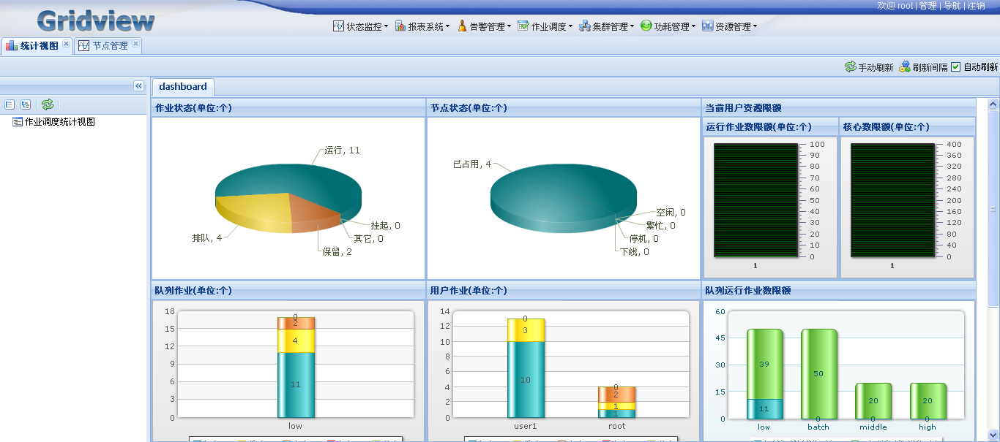 欢迎 root | 管理 | 导航 | 注销
Gridview
状态监控 报表系统 告警管理 作业调度 集群管理 功耗管理 资源管理
统计视图 节点管理
手动刷新 刷新间隔 自动刷新
dashboard
作业调度统计视图
作业状态(单位:个)
运行, 11
挂起, 0
其它, 0
保留, 2
排队, 4
节点状态(单位:个)
已占用, 4
空闲, 0
繁忙, 0
停机, 0
下线, 0
当前用户资源限额
运行作业数限额(单位:个)
100
90
80
70
60
50
40
30
20
10
0
1
核心数限额(单位:个)
400
360
320
280
240
200
160
120
80
40
0
1
队列作业(单位:个)
18
15
12
9
6
3
0
0
2
4
11
low
用户作业(单位:个)
14
12
10
8
6
4
2
0
0
3
10
0
2
1
1
user1 root
队列运行作业数限额
60
45
30
15
0
39
11
50
0
20
0
20
0
low batch middle high